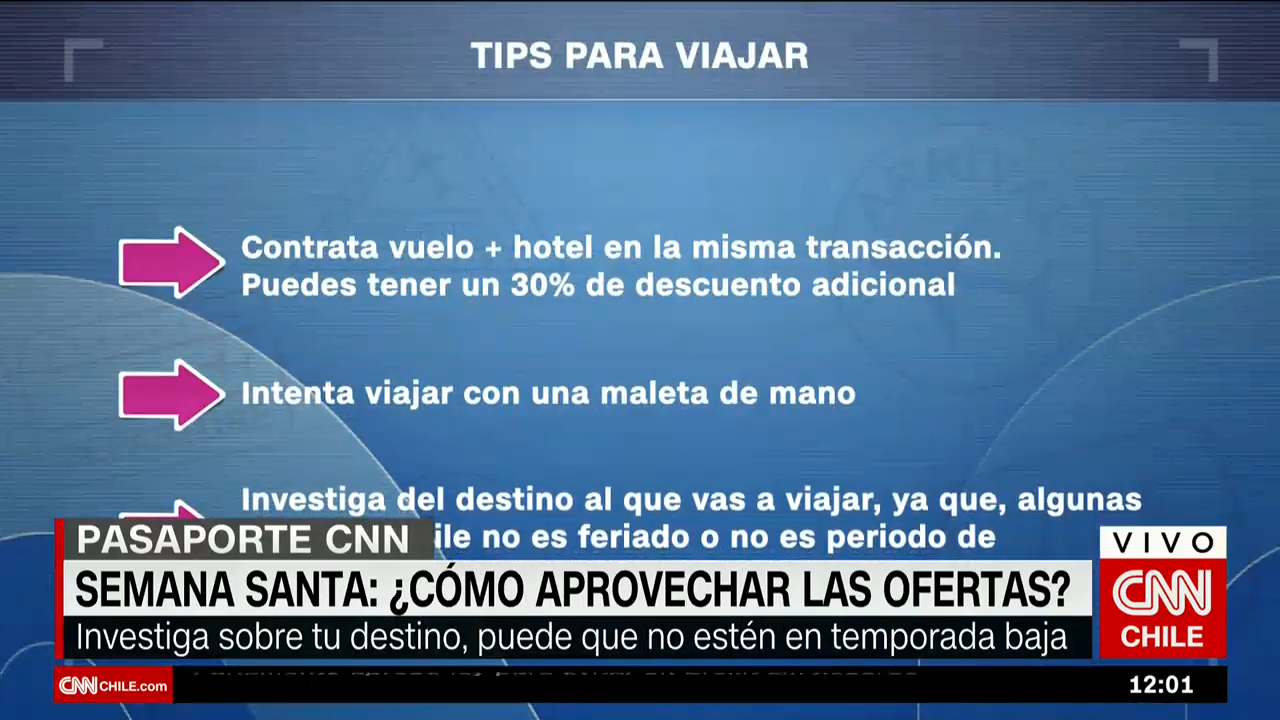 TIPS PARA VIAJAR
Contrata vuelo + hotel en la misma transacción.
Puedes tener un 30% de descuento adicional
Intenta viajar con una maleta de mano
Investiga del destino al que vas a viajar, ya que, algunas
ile no es feriado o no es periodo de
PASAPORTE CNN
SEMANA SANTA: ¿CÓMO APROVECHAR LAS OFERTAS?
Investiga sobre tu destino, puede que no estén en temporada baja
VIVO
CNN
CHILE
CNNCHILE.com
12:01